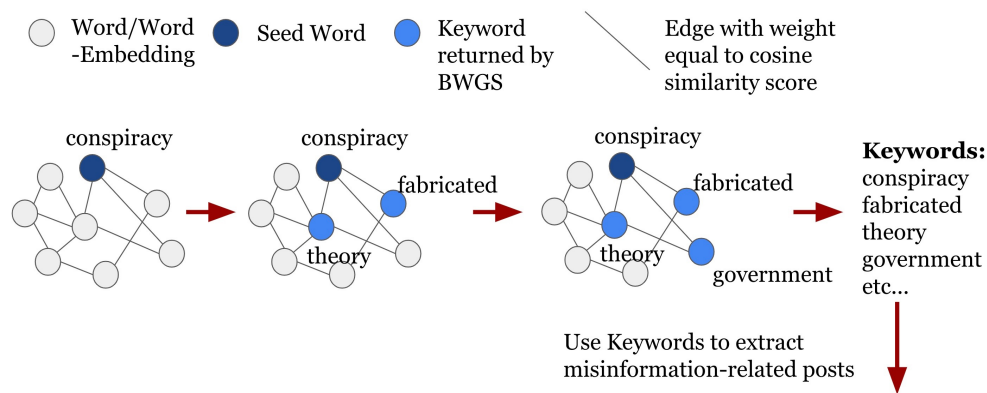 Word/Word
-Embedding
Seed Word
Keyword
returned by
BWGS
Edge with weight
equal to cosine
similarity score
conspiracy
conspiracy
fabricated
theory
conspiracy
fabricated
theory
government
Keywords:
conspiracy
fabricated
theory
government
etc...
Use Keywords to extract
misinformation-related posts